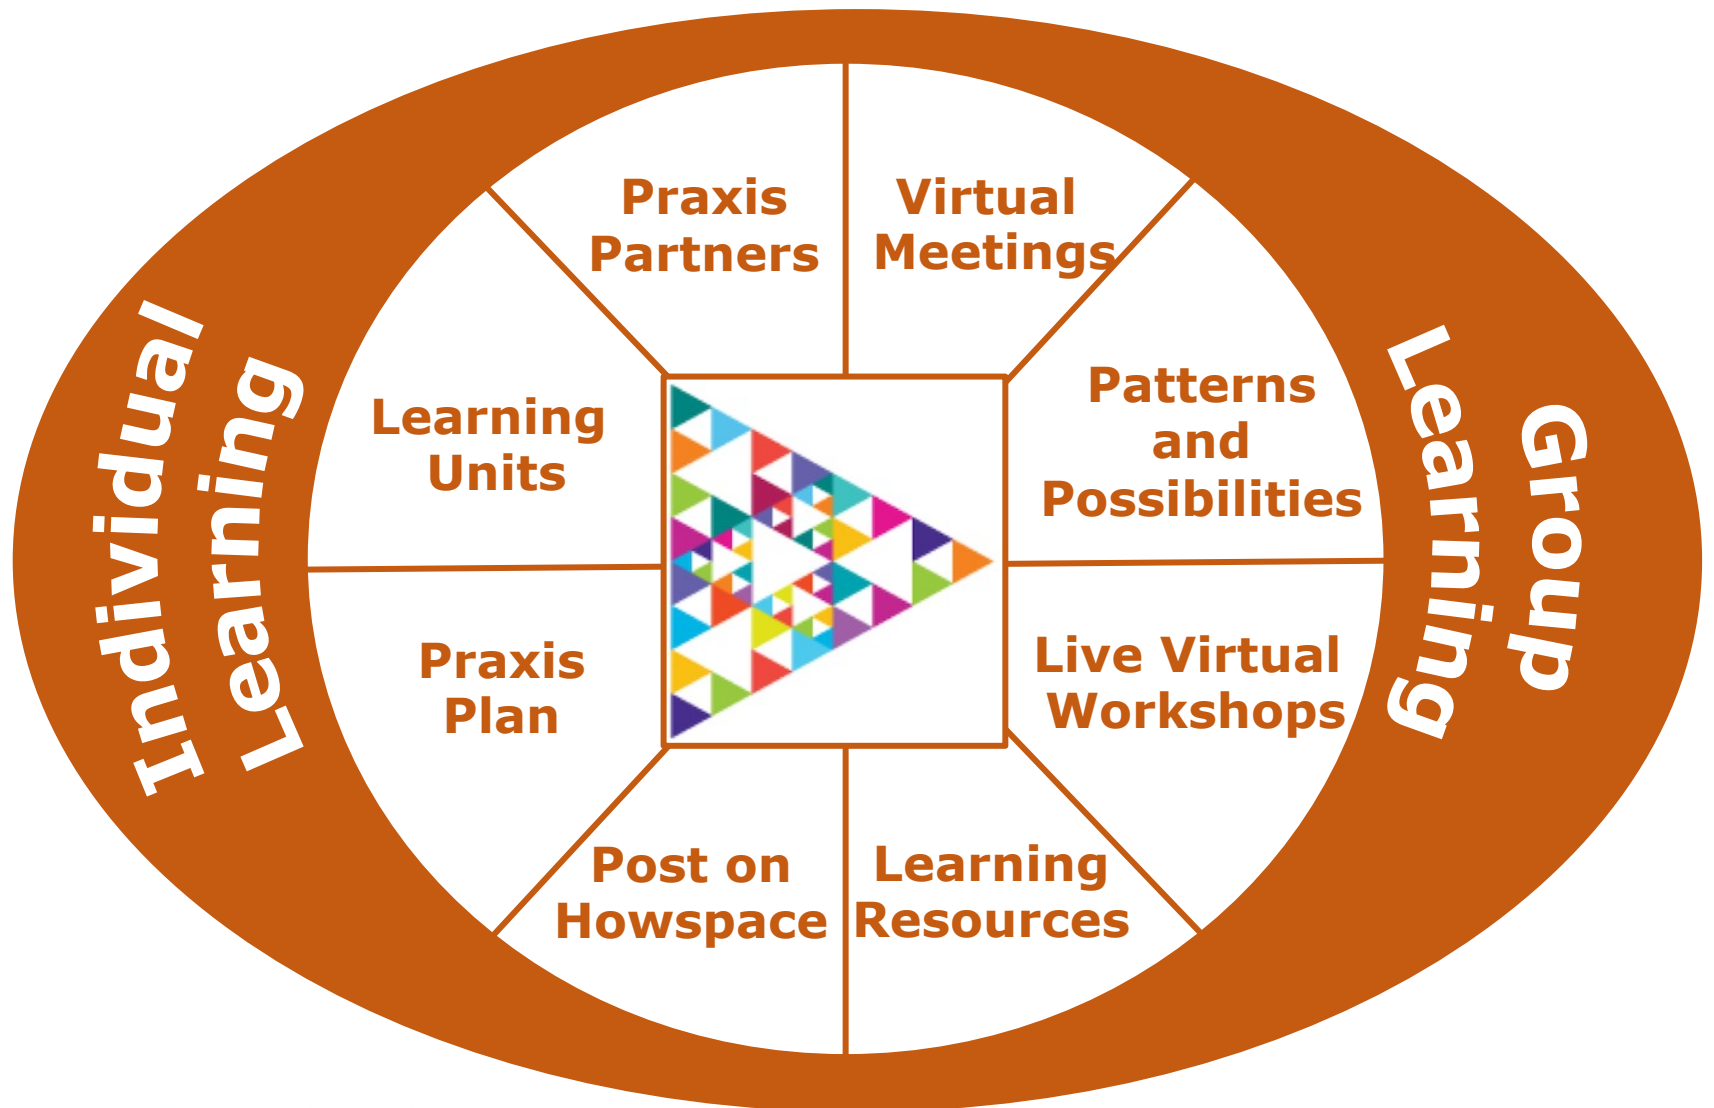 Individual
Learning
Praxis
Partners
Virtual
Meetings
Learning
Units
Patterns
and
Possibilities
Praxis
Plan
Live Virtual
Workshops
Post on
Howspace
Learning
Resources
Group
Learning